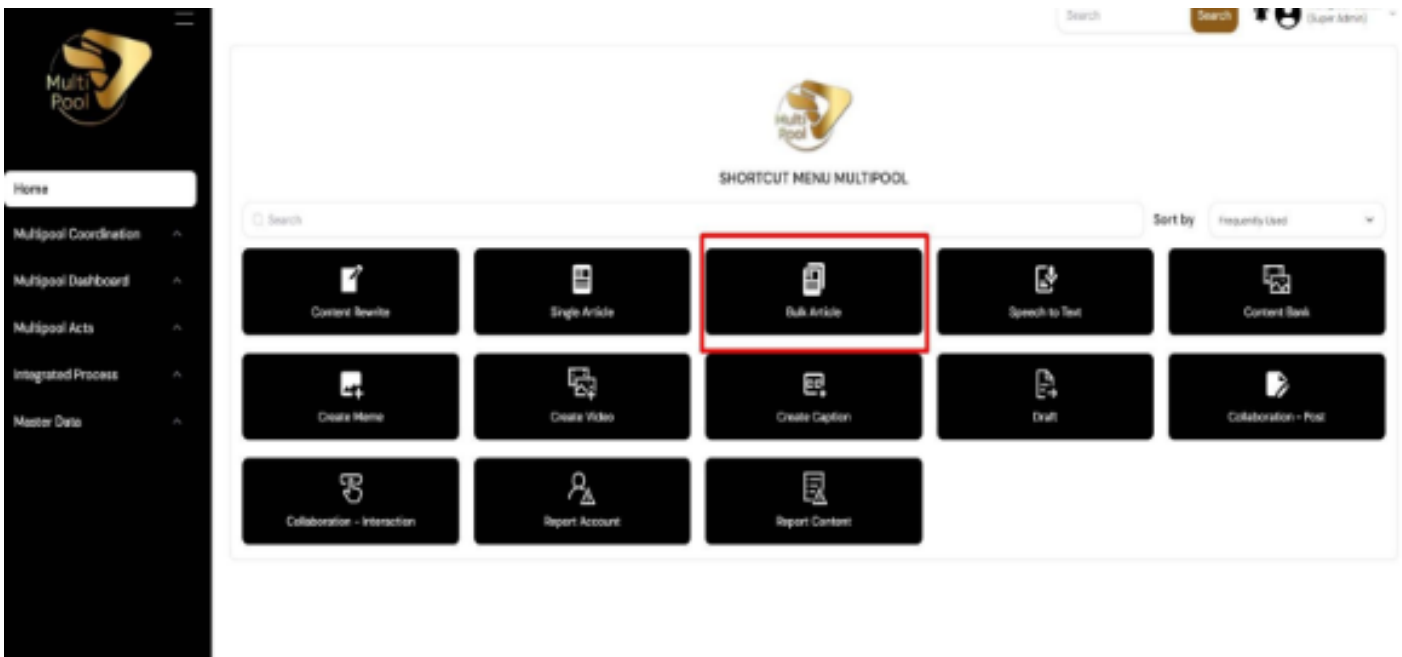 Search
Search
(Super Admin)
Multi
Pool
Multi
Pool
SHORTCUT MENU MULTIPOOL
Home
Multipool Coordination
Multipool Dashboard
Multipool Acts
Integrated Process
Master Data
Search
Sort by
Frequently Used
Content Rewrite
Single Article
Bulk Article
Speech to Text
Content Bank
Create Meme
Create Video
Create Caption
Draft
Collaboration - Post
Collaboration - Interaction
Report Account
Report Content